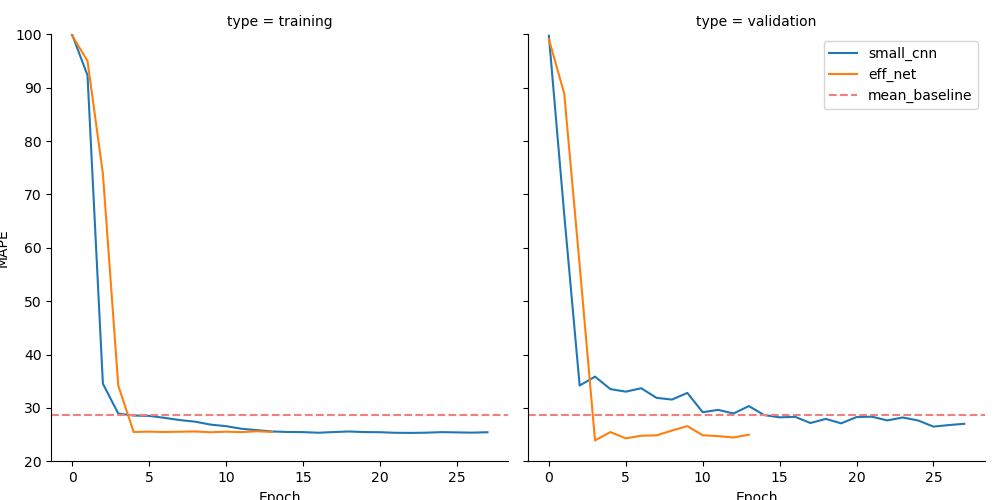 type = training
type = validation
100
90
80
70
60
50
40
30
20
MAPE
0 5 10 15 20 25
Epoch
small_cnn
eff_net
mean_baseline
0 5 10 15 20 25
Epoch